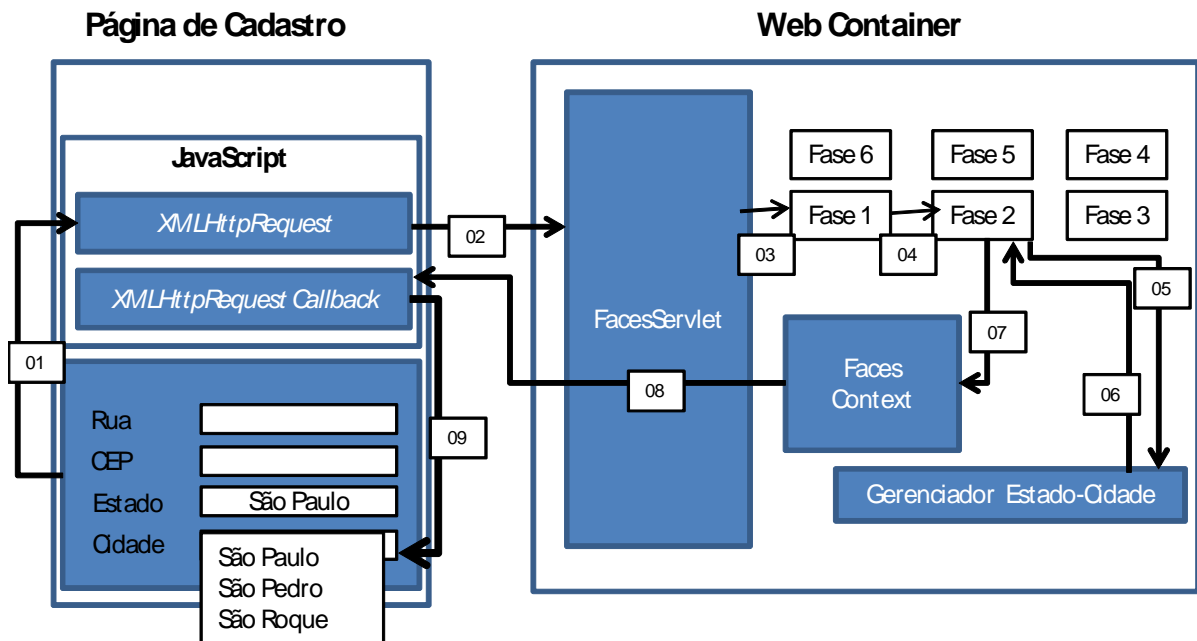 Página de Cadastro
JavaScript
XMLHttpRequest
XMLHttpRequest Callback
01
Rua
CEP
Estado
São Paulo
Cidade
São Paulo
São Pedro
São Roque
09
02
Web Container
FacesServlet
08
03
04
Fase 6
Fase 5
Fase 4
Fase 1
Fase 2
Fase 3
05
07
06
Faces
Context
Gerenciador Estado-Cidade